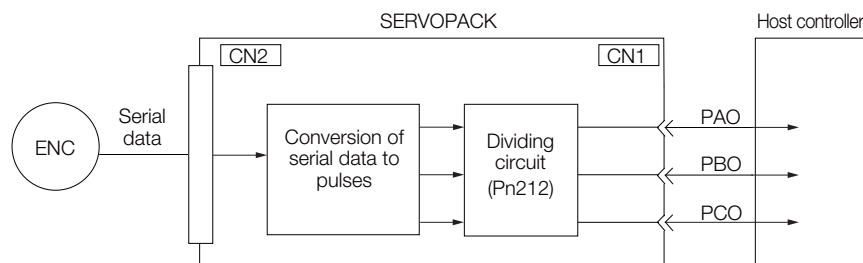 SERVOPACK
Host controller
CN2
CN1
Serial
data
ENC
Conversion of
serial data to
pulses
Dividing
circuit
(Pn212)
PAO
PBO
PCO